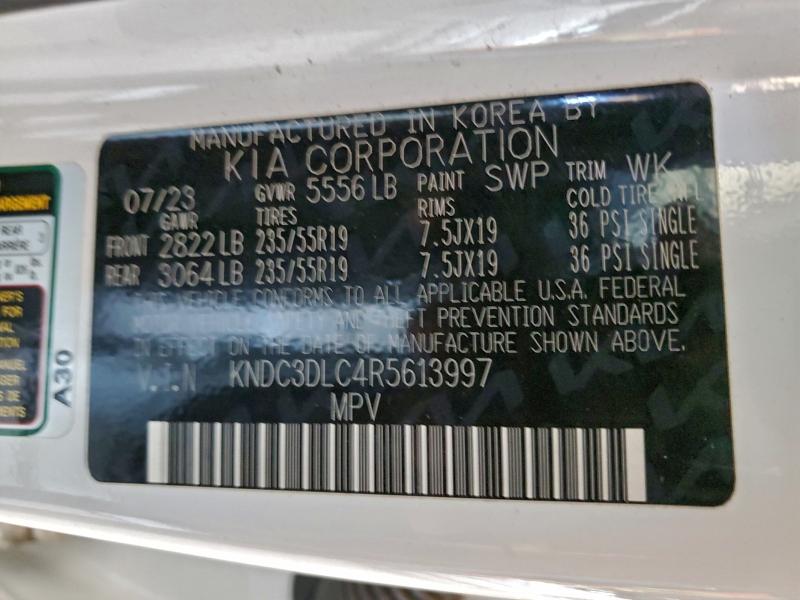 MANUFACTURED IN KOREA BY
KIA CORPORATION
07/23 GVWR 5556 LB PAINT SWP TRIM WK
GAWR TIRES RIMS COLD TIRE INFL
FRONT 2822 LB 235/55R19 7.5JX19 36 PSI SINGLE
REAR 3064 LB 235/55R19 7.5JX19 36 PSI SINGLE
VEHICLE CONFORMS TO ALL APPLICABLE U.S.A. FEDERAL
SAFETY AND THEFT PREVENTION STANDARDS
IN EFFECT ON THE DATE OF MANUFACTURE SHOWN ABOVE.
V.I.N KNDC3DLC4R5613997
MPV
REAR
A30